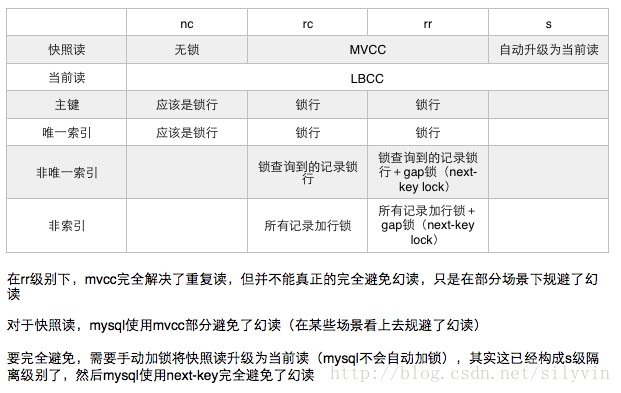 nc rc rr s
快照读 无锁 MVCC 自动升级为当前读
当前读 LBCC
主键 应该是锁行 锁行 锁行
唯一索引 应该是锁行 锁行 锁行
非唯一索引 锁查询到的记录锁行 锁查询到的记录锁行+gap锁（next-key lock）
非索引 所有记录加行锁 所有记录加行锁+gap锁（next-key lock）
在rr级别下，mvcc完全解决了重复读，但并不能真正的完全避免幻读，只是在部分场景下规避了幻
读
对于快照读，mysql使用mvcc部分避免了幻读（在某些场景看上去规避了幻读）
要完全避免，需要手动加锁将快照读升级为当前读（mysql不会自动加锁），其实这已经构成s级隔
离级别了，然后mysql使用next-key完全避免了幻读
http://blog.csdn.net/silyvin